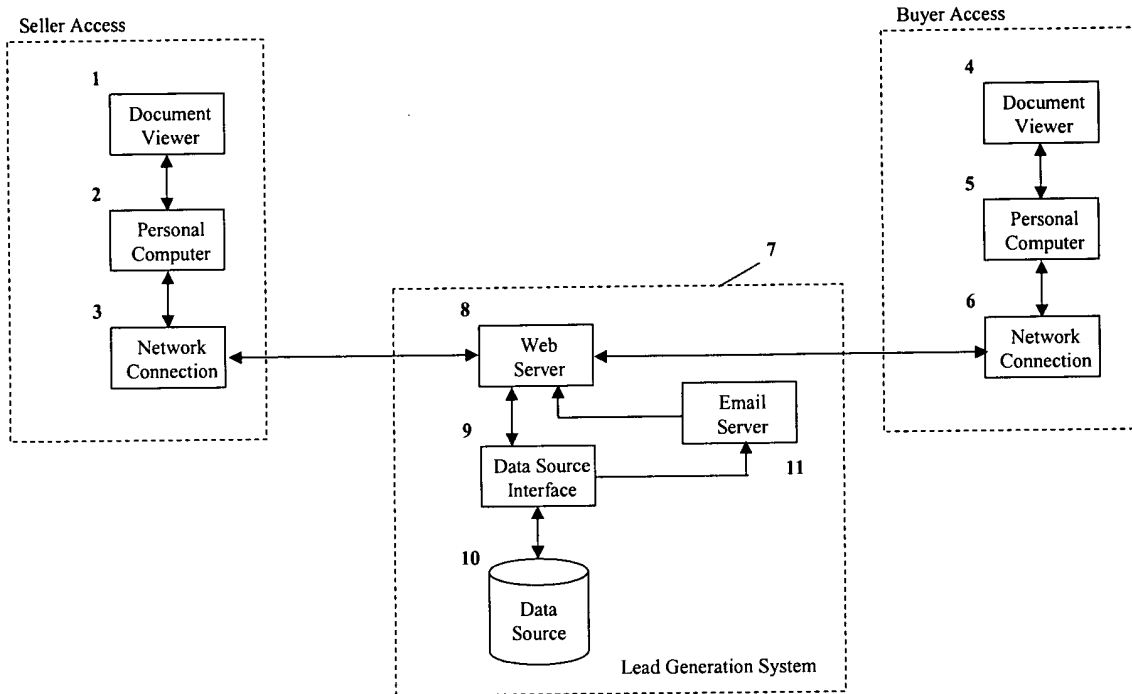 Seller Access
1
Document
Viewer
2
Personal
Computer
3
Network
Connection
Buyer Access
4
Document
Viewer
5
Personal
Computer
6
Network
Connection
7
8
Web
Server
Email
Server
11
9
Data Source
Interface
10
Data
Source
Lead Generation System